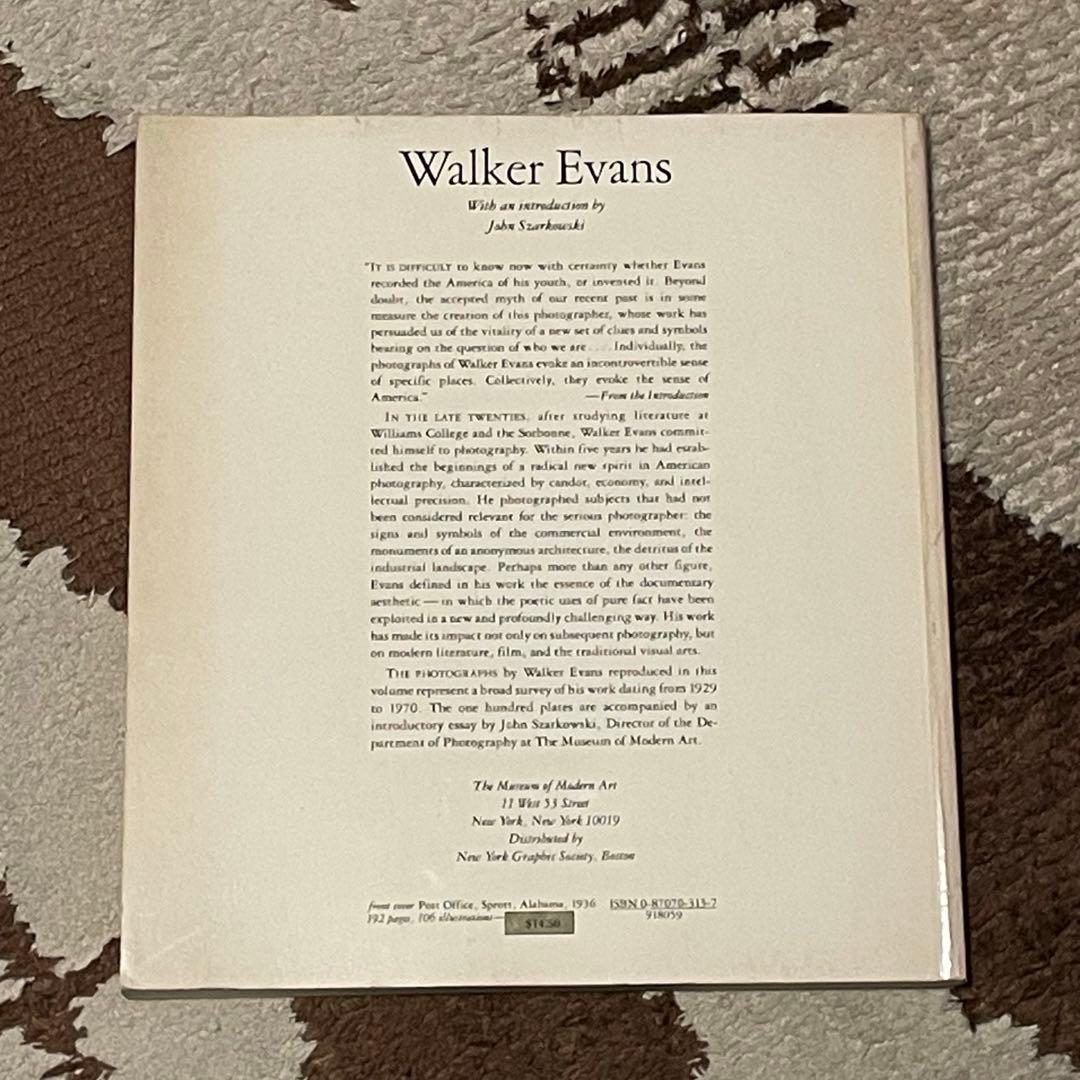 Walker Evans
With an introduction by
John Szarkowski
"IT IS DIFFICULT to know now with certainty whether Evans
recorded the America of his youth, or invented it. Beyond
doubt, the accepted myth of our recent past is in some
measure the creation of this photographer, whose work has
persuaded us of the vitality of a new set of clues and symbols
bearing on the question of who we are.... Individually, the
photographs of Walker Evans evoke an incontrovertible sense
of specific places. Collectively, they evoke the sense of
America."
—From the Introduction
IN THE LATE TWENTIES, after studying literature at
Williams College and the Sorbonne, Walker Evans commit-
ted himself to photography. Within five years he had estab-
lished the beginnings of a radical new spirit in American
photography, characterized by candor, economy, and intel-
lectual precision. He photographed subjects that had not
been considered relevant for the serious photographer: the
signs and symbols of the commercial environment, the
monuments of an anonymous architecture, the detritus of the
industrial landscape. Perhaps more than any other figure,
Evans defined in his work the essence of the documentary
aesthetic — in which the poetic uses of pure fact have been
exploited in a new and profoundly challenging way. His work
has made its impact not only on subsequent photography, but
on modern literature, film, and the traditional visual arts.
THE PHOTOGRAPHS by Walker Evans reproduced in this
volume represent a broad survey of his work dating from 1929
to 1970. The one hundred plates are accompanied by an
introductory essay by John Szarkowski, Director of the De-
partment of Photography at The Museum of Modern Art.
The Museum of Modern Art
11 West 53 Street
New York, New York 10019
Distributed by
New York Graphic Society, Boston
front cover Post Office, Sprott, Alabama, 1936 ISBN 0-87070-313-7
192 pages, 106 illustrations— $14.50 918059